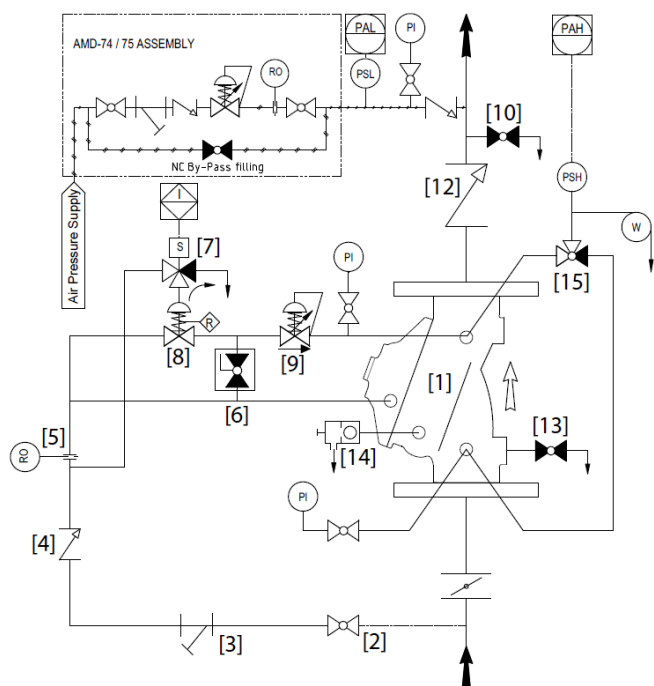 PAL
PI
PAH
AMD-74 / 75 ASSEMBLY
RO
PSL
[10]
NC By-Pass filling
[12]
PSH
I
W
Air Pressure Supply
S
[7]
[15]
PI
R
[8]
[9]
[1]
[6]
[5]
[13]
RO
[14]
PI
[4]
[3]
[2]